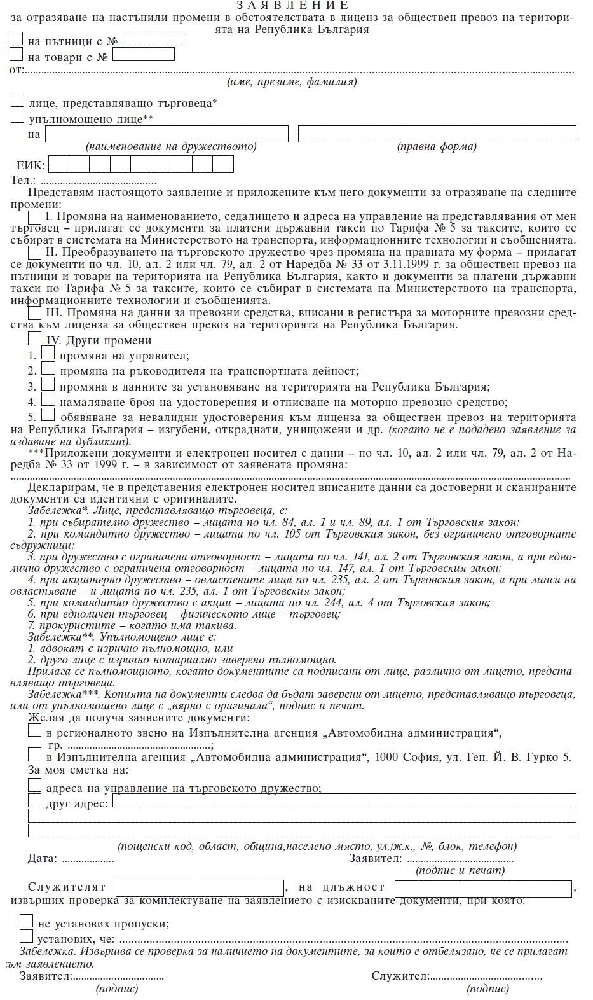 ЗАЯВЛЕНИЕ
за отразяване на настъпили промени в обстоятелствата в лиценз за обществен превоз на територи-
ята на Република България
на пътници с №
на товари с №
от:..............................................................................................................................
(име, презиме, фамилия)
лице, представляващо търговеца*
упълномощено лице**
на
(наименование на дружеството) (правна форма)
ЕИК:
Тел.: ..........................................
Представям настоящото заявление и приложените към него документи за отразяване на следните
промени:
I. Промяна на наименованието, седалището и адреса на управление на представлявания от мен
търговец – прилагат се документи за платени държавни такси по Тарифа № 5 за таксите, които се
събират в системата на Министерството на транспорта, информационните технологии и съобщенията.
II. Преобразуването на търговското дружество чрез промяна на правната му форма – прилагат
се документи по чл. 10, ал. 2 или чл. 79, ал. 2 от Наредба № 33 от 3.11.1999 г. за обществен превоз на
пътници и товари на територията на Република България, както и документи за платени държавни
такси по Тарифа № 5 за таксите, които се събират в системата на Министерството на транспорта,
информационните технологии и съобщенията.
III. Промяна на данни за превозни средства, вписани в регистъра за моторните превозни сред-
ства към лиценза за обществен превоз на територията на Република България.
IV. Други промени
1. промяна на управител;
2. промяна на ръководителя на транспортната дейност;
3. промяна в данните за установяване на територията на Република България;
4. намаляване броя на удостоверения и отписване на моторно превозно средство;
5. обявяване за невалидни удостоверения към лиценза за обществен превоз на територията
на Република България – изгубени, откраднати, унищожени и др. (когато не е подадено заявление за
издаване на дубликат).
***Приложени документи и електронен носител с данни – по чл. 10, ал. 2 или чл. 79, ал. 2 от На-
редба № 33 от 1999 г. – в зависимост от заявената промяна:
..............................................................................................................................
Декларирам, че в представения електронен носител вписаните данни са достоверни и сканираните
документи са идентични с оригиналите.
Забележка*. Лице, представляващо търговеца, е:
1. при събирателно дружество – лицата по чл. 84, ал. 1 и чл. 89, ал. 1 от Търговския закон;
2. при командитно дружество – лицата по чл. 105 от Търговския закон, без ограничено отговорните
съдружници;
3. при дружество с ограничена отговорност – лицата по чл. 141, ал. 2 от Търговския закон, а при едно-
лично дружество с ограничена отговорност – лицата по чл. 147, ал. 1 от Търговския закон;
4. при акционерно дружество – овластените лица по чл. 235, ал. 2 от Търговския закон, а при липса на
овластяване – и лицата по чл. 235, ал. 1 от Търговския закон;
5. при командитно дружество с акции – лицата по чл. 244, ал. 4 от Търговския закон;
6. при едноличен търговец – физическото лице – търговец;
7. прокуристите – когато има такива.
Забележка**. Упълномощено лице е:
1. адвокат с изрично пълномощно, или
2. друго лице с изрично нотариално заверено пълномощно.
Прилага се пълномощното, когато документите са подписани от лице, различно от лицето, предста-
вляващо търговеца.
Забележка***. Копията на документи следва да бъдат заверени от лицето, представляващо търговеца,
или от упълномощено лице с „вярно с оригинала“, подпис и печат.
Желая да получа заявените документи:
в регионалното звено на Изпълнителна агенция „Автомобилна администрация“,
гр. ....................................................;
в Изпълнителна агенция „Автомобилна администрация“, 1000 София, ул. Ген. Й. В. Гурко 5.
За моя сметка на:
адреса на управление на търговското дружество;
друг адрес:
(пощенски код, област, община,населено място, ул./ж.к., №, блок, телефон)
Дата: ................... Заявител: .......................................
(подпис и печат)
Служителят , на длъжност ,
извърших проверка за комплектуване на заявлението с изискваните документи, при която:
не установих пропуски;
установих, че: ..............................................................................................................
Забележка. Извършва се проверка за наличието на документите, за които е отбелязано, че се прилагат
към заявлението.
Заявител:................................. Служител:.........................................
(подпис) (подпис)